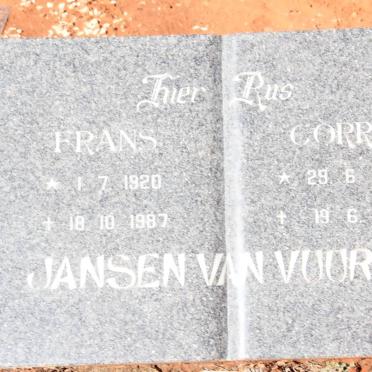 Hier Rus
FRANS CORR
* 1 7 1920 * 29 6
† 18 10 1987 † 19 6
JANSEN VAN VUUR